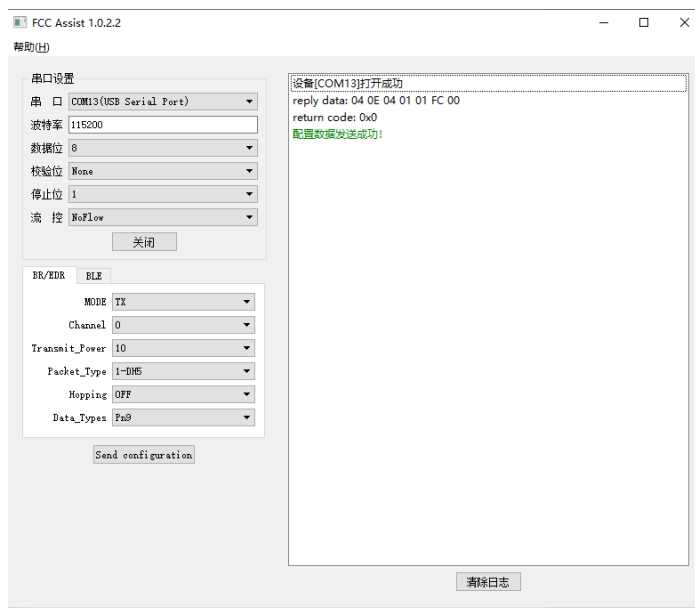 FCC Assist 1.0.2.2
帮助(H)
串口设置
串 口 COM13(USB Serial Port)
波特率 115200
数据位 8
校验位 None
停止位 1
流 控 NoFlow
关闭
BR/EDR BLE
MODE TX
Channel 0
Transmit_Power 10
Packet_Type 1-DH5
Hopping OFF
Data_Types Pn9
Send configuration
设备[COM13]打开成功
reply data: 04 0E 04 01 01 FC 00
return code: 0x0
配置数据发送成功!
清除日志